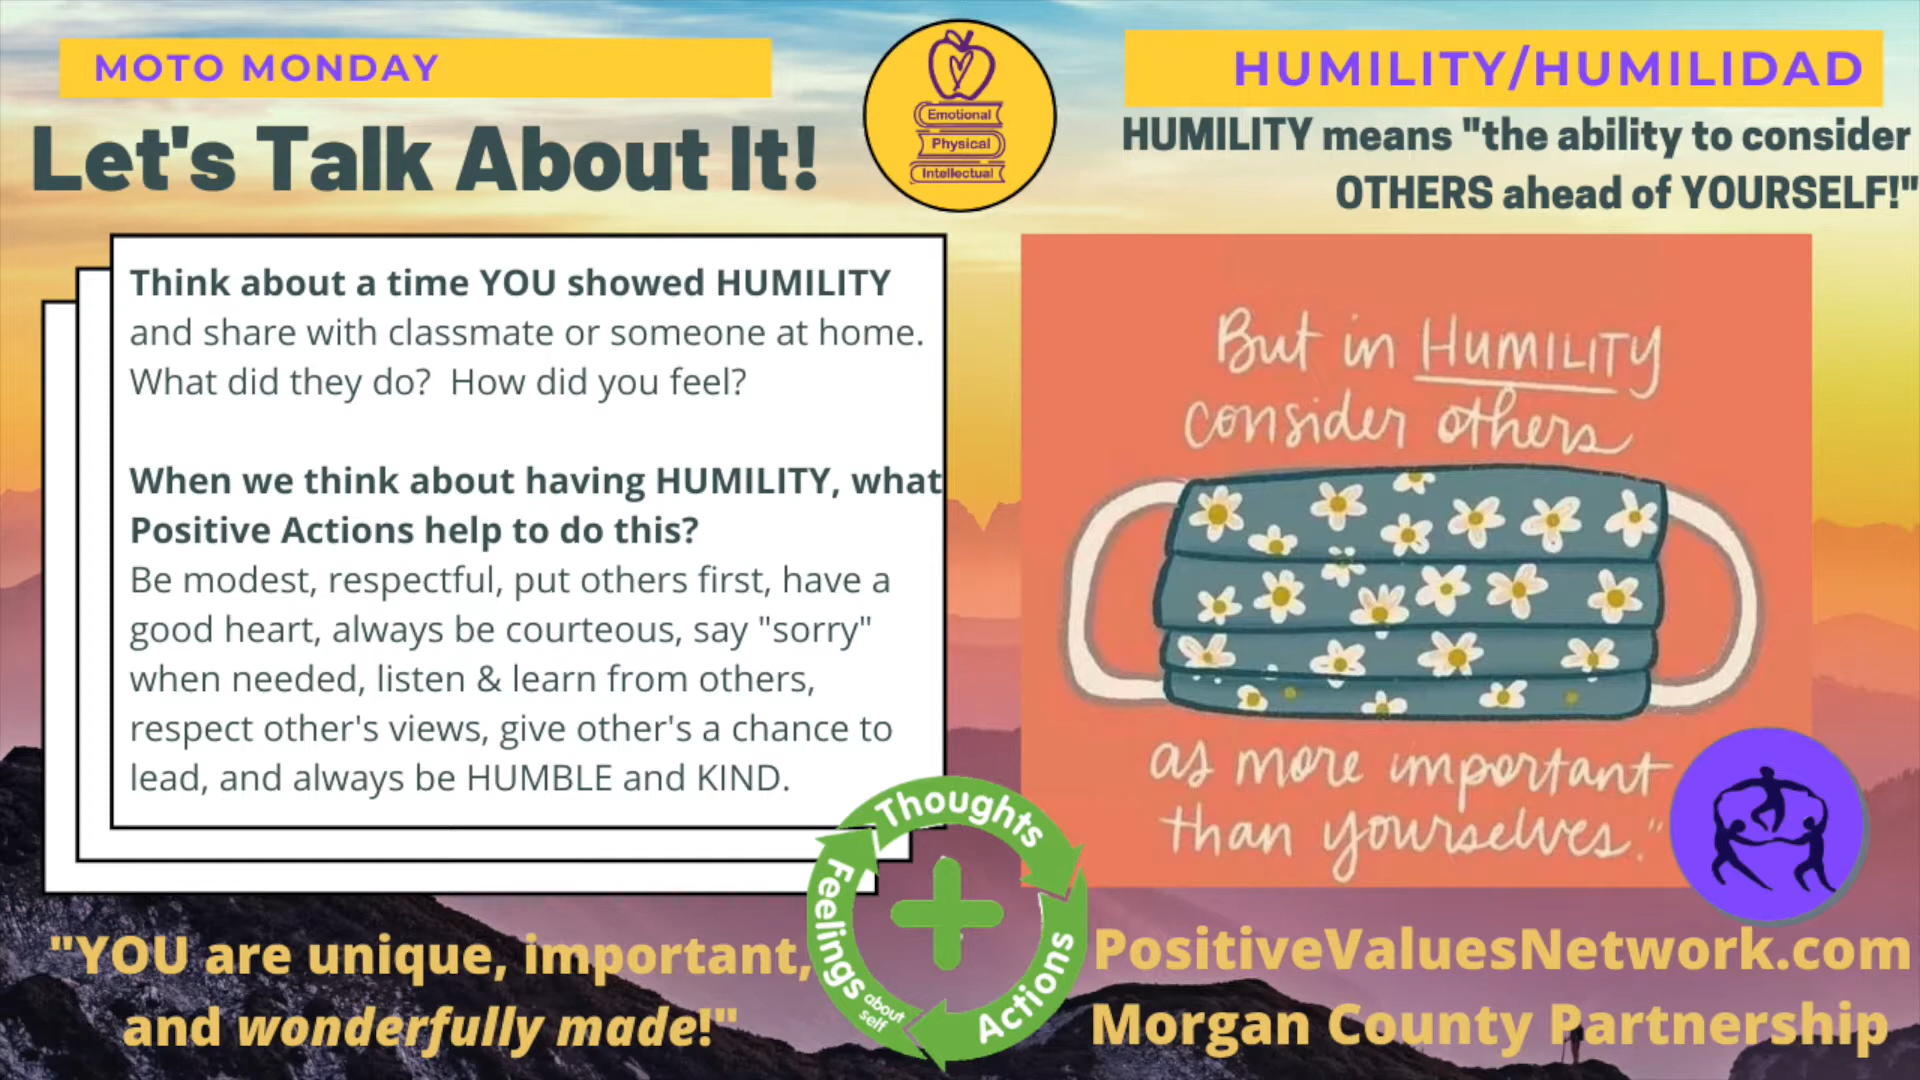 MOTO MONDAY
Let's Talk About It!
Emotional
Physical
Intellectual
HUMILITY/HUMILIDAD
HUMILITY means "the ability to consider
OTHERS ahead of YOURSELF!"
Think about a time YOU showed HUMILITY
and share with classmate or someone at home.
What did they do?  How did you feel?
When we think about having HUMILITY, what
Positive Actions help to do this?
Be modest, respectful, put others first, have a
good heart, always be courteous, say "sorry"
when needed, listen & learn from others,
respect other's views, give other's a chance to
lead, and always be HUMBLE and KIND.
But in HUMILITY
consider others
as more important
than yourselves."
Thoughts
Actions
Feelings
about
self
"YOU are unique, important,
and wonderfully made!"
PositiveValuesNetwork.com
Morgan County Partnership